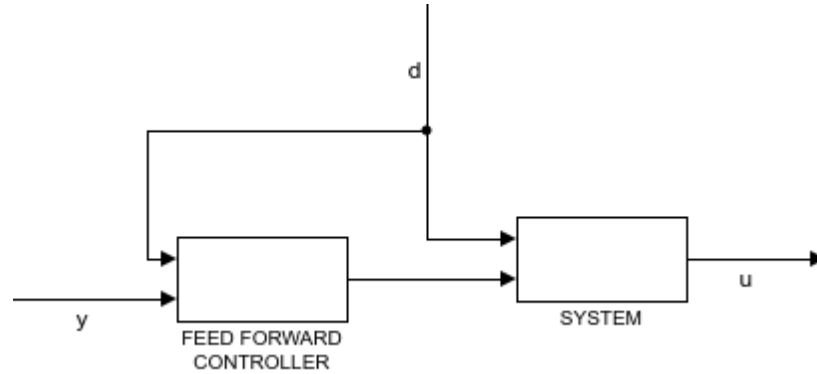 d
y
FEED FORWARD
CONTROLLER
SYSTEM
u